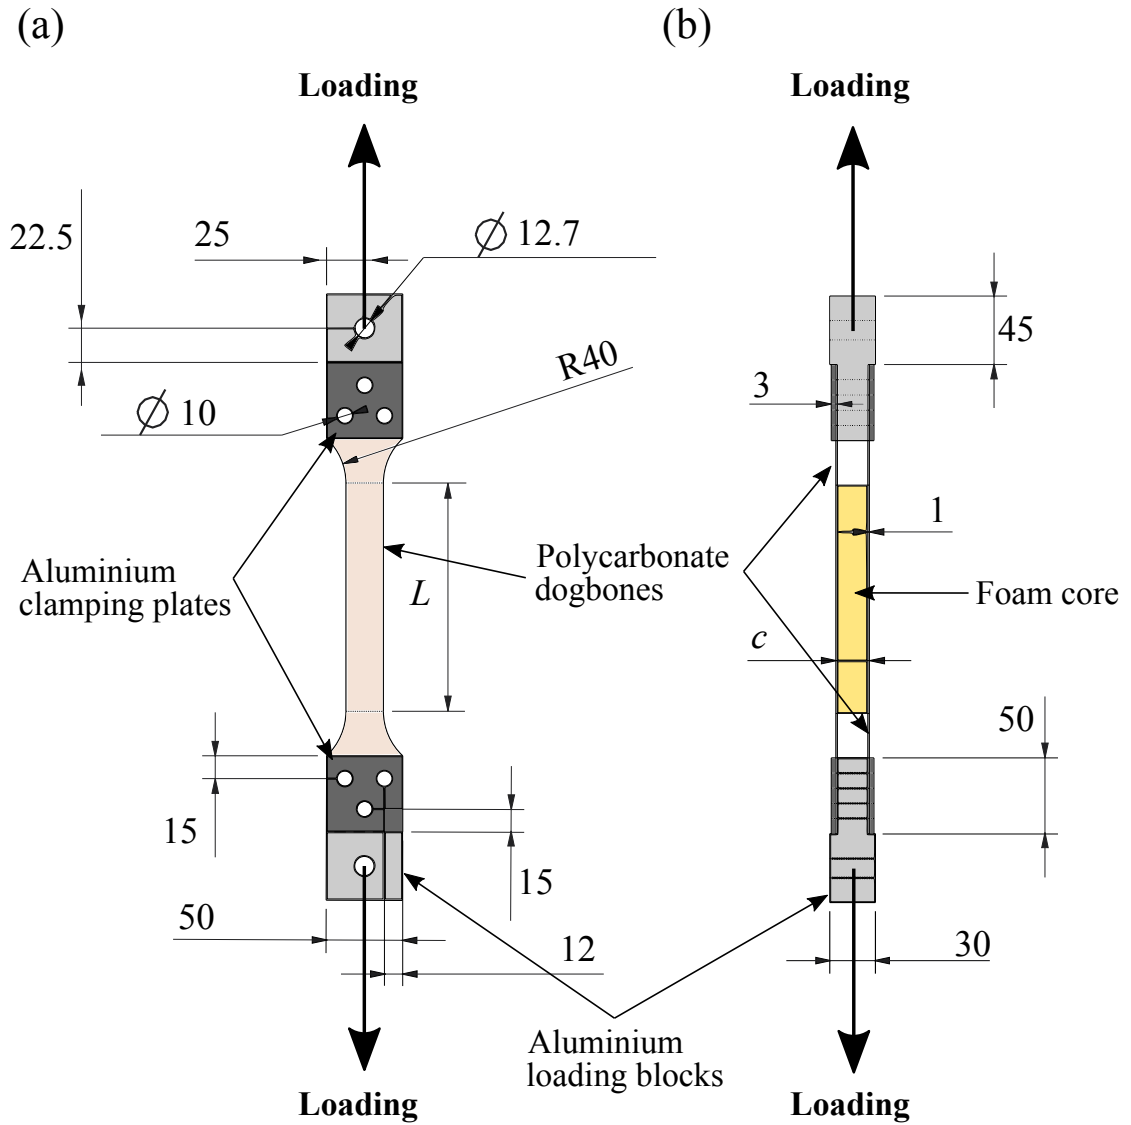 (a)
(b)
Loading
Loading
22.5
25
∅ 12.7
45
R40
3
∅ 10
1
Aluminium
clamping plates
L
Polycarbonate
dogbones
Foam core
c
50
15
15
50
12
30
Aluminium
loading blocks
Loading
Loading